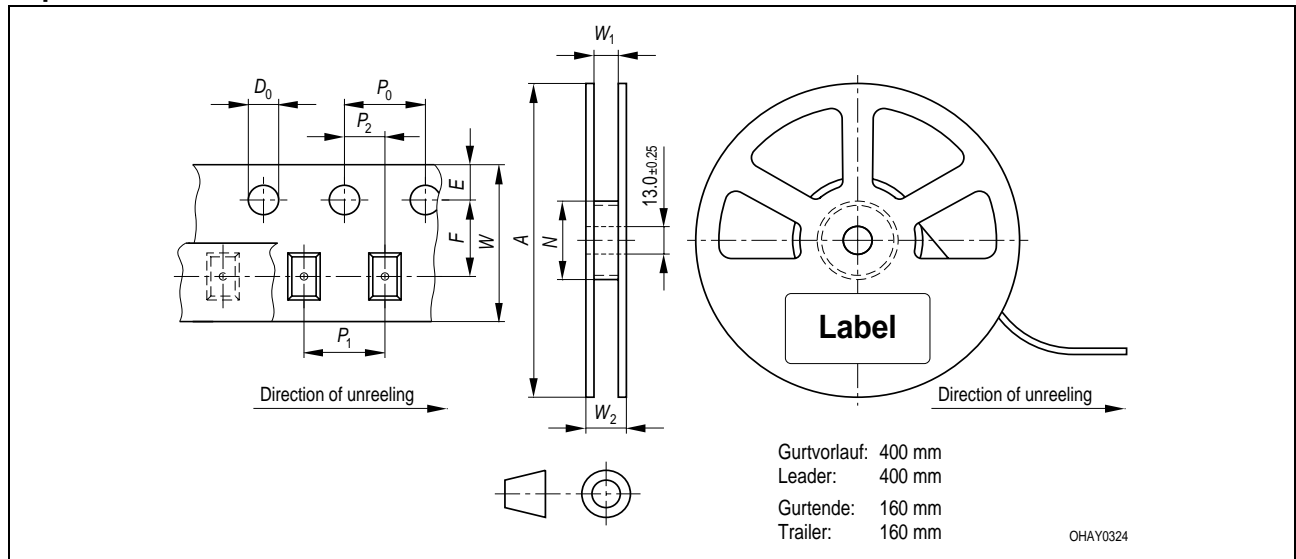 W₁
D₀
P₀
P₂
E
F
W
A
N
13.0±0.25
P₁
Label
Direction of unreeling
W₂
Direction of unreeling
Gurtvorlauf: 400 mm
Leader: 400 mm
Gurtende: 160 mm
Trailer: 160 mm
OHAY0324